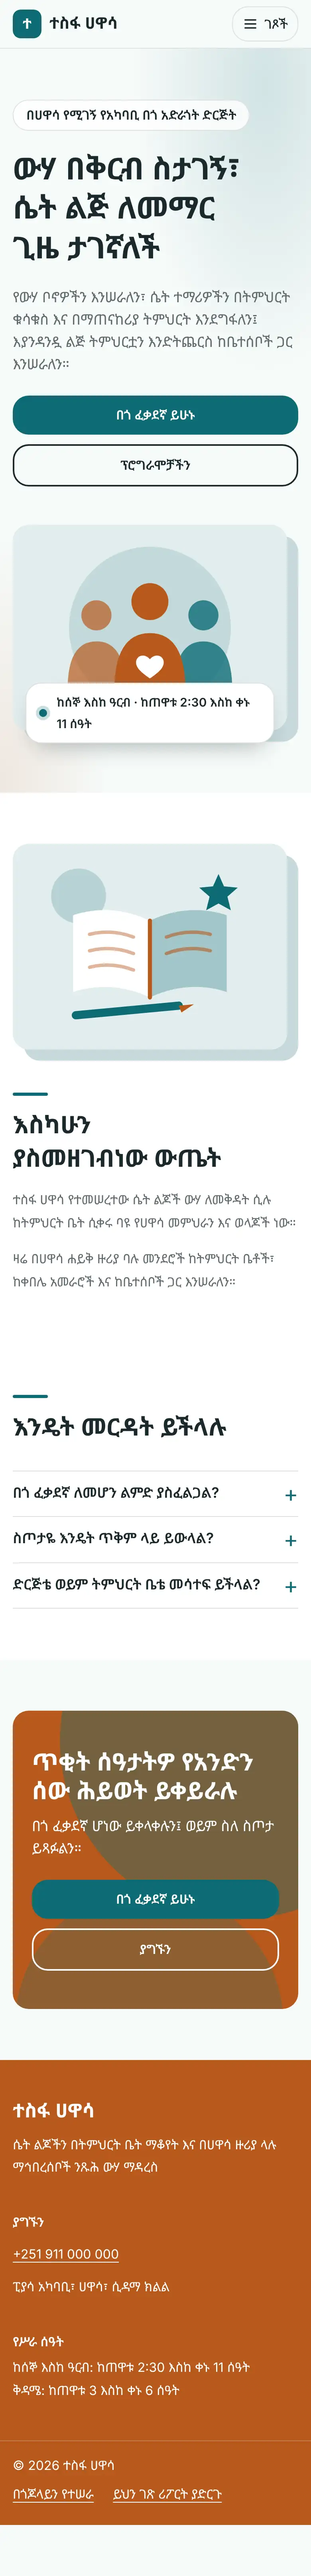 ተ ተስፋ ሀዋሳ
ገጾች
በሀዋሳ የሚገኝ የአካባቢ በጎ አድራጎት ድርጅት
ውሃ በቅርብ ስታገኝ፣
ሴት ልጅ ለመማር
ጊዜ ታገኛለች
የውሃ ቦኖዎችን እንሠራለን፣ ሴት ተማሪዎችን በትምህርት
ቁሳቁስ እና በማጠናከሪያ ትምህርት እንደግፋለን፤
እያንዳንዷ ልጅ ትምህርቷን እንድትጨርስ ከቤተሰቦች ጋር
እንሠራለን።
በጎ ፈቃደኛ ይሁኑ
ፕሮግራሞቻችን
ከሰኞ እስከ ዓርብ · ከጠዋቱ 2:30 እስከ ቀኑ
11 ሰዓት
እስካሁን
ያስመዘገብነው ውጤት
ተስፋ ሀዋሳ የተመሠረተው ሴት ልጆች ውሃ ለመቅዳት ሲሉ
ከትምህርት ቤት ሲቀሩ ባዩ የሀዋሳ መምህራን እና ወላጆች ነው።
ዛሬ በሀዋሳ ሐይቅ ዙሪያ ባሉ መንደሮች ከትምህርት ቤቶች፣
ከቀበሌ አመራሮች እና ከቤተሰቦች ጋር እንሠራለን።
እንዴት መርዳት ይችላሉ
በጎ ፈቃደኛ ለመሆን ልምድ ያስፈልጋል?
ስጦታዬ እንዴት ጥቅም ላይ ይውላል?
ድርጅቴ ወይም ትምህርት ቤቴ መሳተፍ ይችላል?
ጥቂት ሰዓታትዎ የአንድን
ሰው ሕይወት ይቀይራሉ
በጎ ፈቃደኛ ሆነው ይቀላቀሉን፤ ወይም ስለ ስጦታ
ይጻፉልን።
በጎ ፈቃደኛ ይሁኑ
ያግኙን
ተስፋ ሀዋሳ
ሴት ልጆችን በትምህርት ቤት ማቆየት እና በሀዋሳ ዙሪያ ላሉ
ማኅበረሰቦች ንጹሕ ውሃ ማዳረስ
ያግኙን
+251 911 000 000
ፒያሳ አካባቢ፣ ሀዋሳ፣ ሲዳማ ክልል
የሥራ ሰዓት
ከሰኞ እስከ ዓርብ: ከጠዋቱ 2:30 እስከ ቀኑ 11 ሰዓት
ቅዳሜ: ከጠዋቱ 3 እስከ ቀኑ 6 ሰዓት
© 2026 ተስፋ ሀዋሳ
በጎጆላይን የተሠራ ይህን ገጽ ሪፖርት ያድርጉ